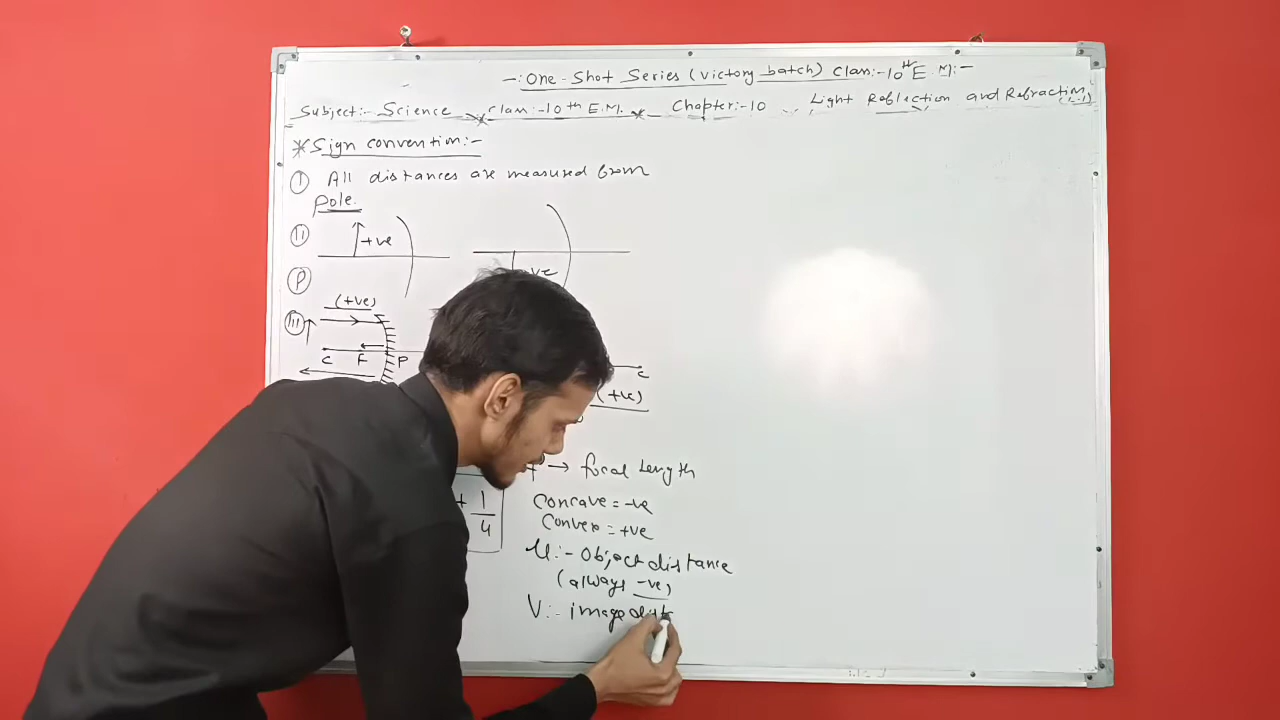 -: One-Shot Series (victory batch) Class:-10th E.M:-
Subject:- Science * Class:-10th E.M. * Chapter:-10 Light Reflection and Refraction (L-1)
* Sign convention:-
(I) All distances are measured from
pole.
(II) +ve -ve
(P)
(+ve)
(III)
C F P C
(+ve)
f → focal length
+ 1/4
Concave = -ve
Convex = +ve
u:- Object distance
(always -ve)
V:- image dist